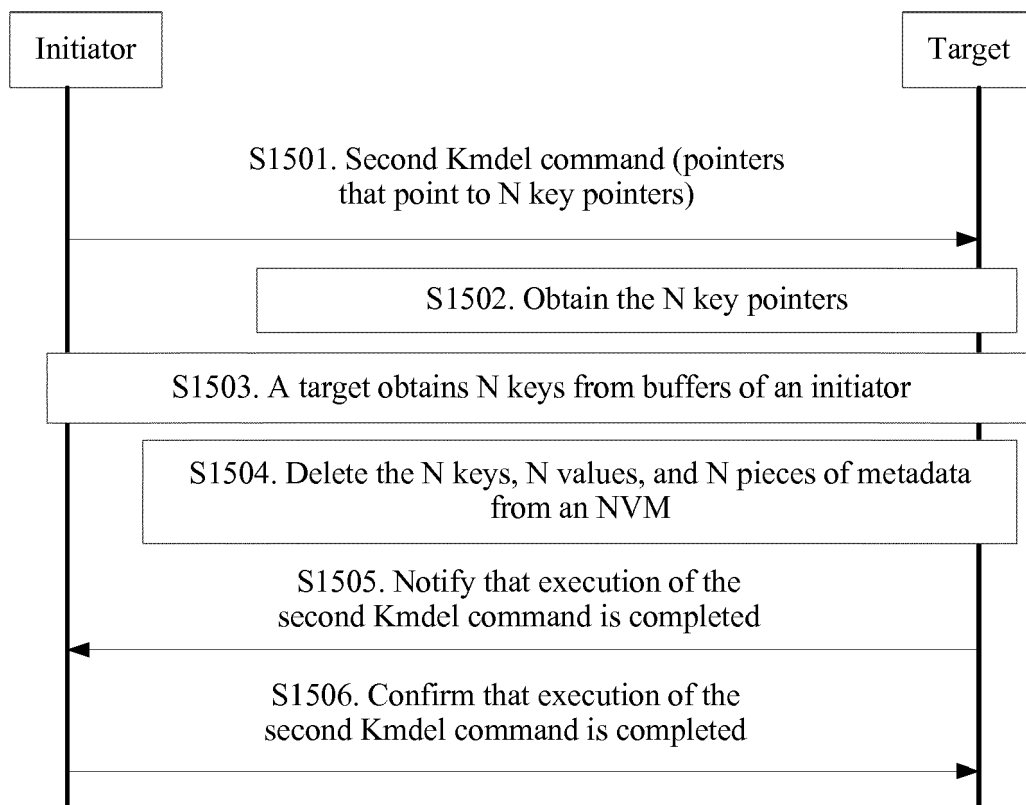 Initiator
Target
S1501. Second Kmdel command (pointers
that point to N key pointers)
S1502. Obtain the N key pointers
S1503. A target obtains N keys from buffers of an initiator
S1504. Delete the N keys, N values, and N pieces of metadata
from an NVM
S1505. Notify that execution of the
second Kmdel command is completed
S1506. Confirm that execution of the
second Kmdel command is completed